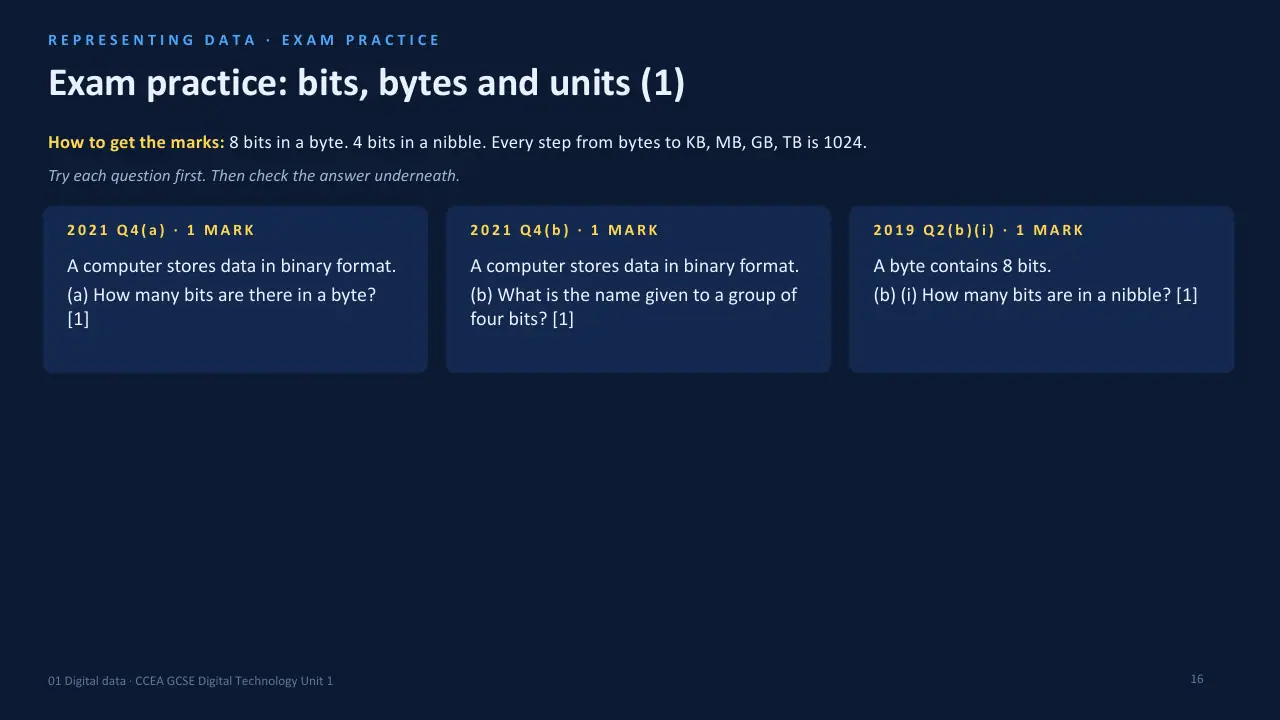 REPRESENTING DATA · EXAM PRACTICE
Exam practice: bits, bytes and units (1)
How to get the marks: 8 bits in a byte. 4 bits in a nibble. Every step from bytes to KB, MB, GB, TB is 1024.
Try each question first. Then check the answer underneath.
2021 Q4(a) · 1 MARK
A computer stores data in binary format.
(a) How many bits are there in a byte?
[1]
2021 Q4(b) · 1 MARK
A computer stores data in binary format.
(b) What is the name given to a group of
four bits? [1]
2019 Q2(b)(i) · 1 MARK
A byte contains 8 bits.
(b) (i) How many bits are in a nibble? [1]
01 Digital data · CCEA GCSE Digital Technology Unit 1
16